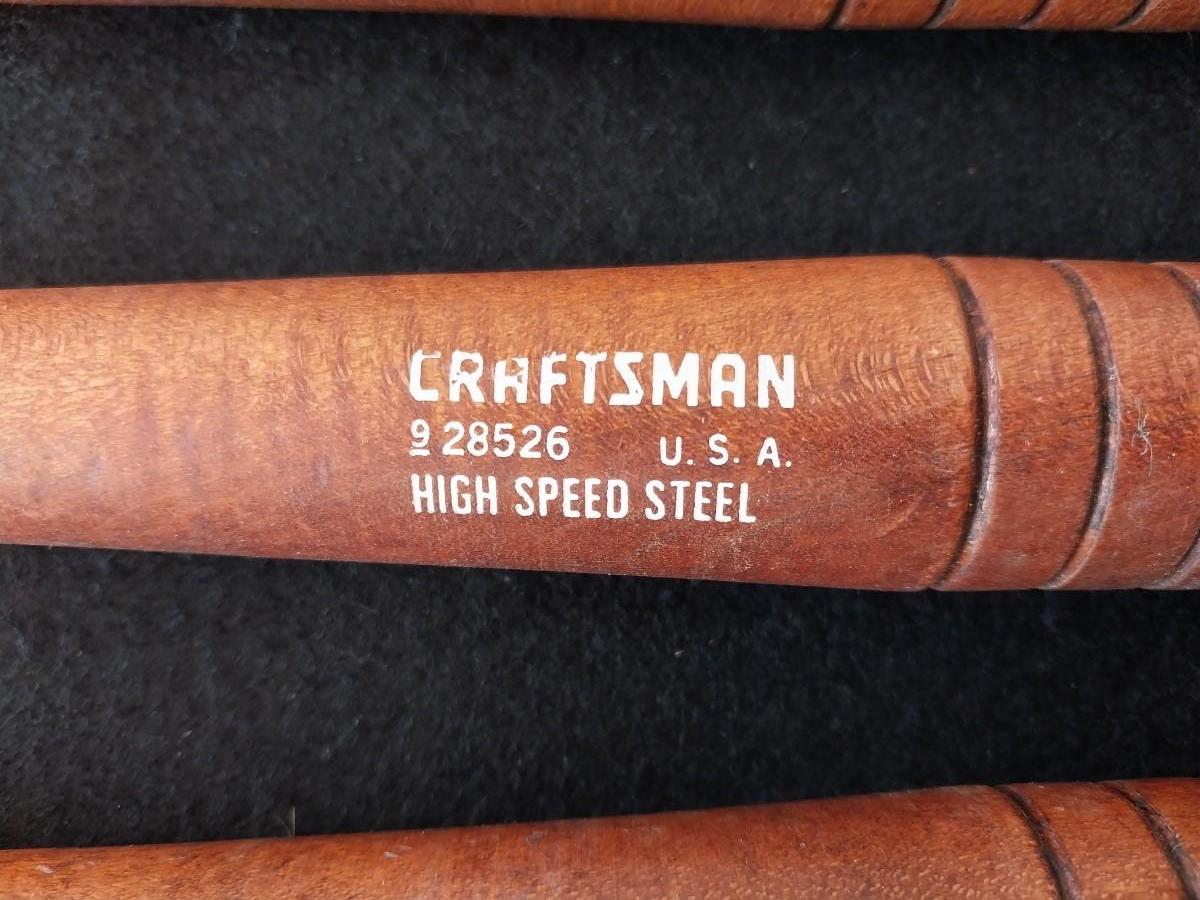 CRAFTSMAN
9 28526 U. S. A.
HIGH SPEED STEEL